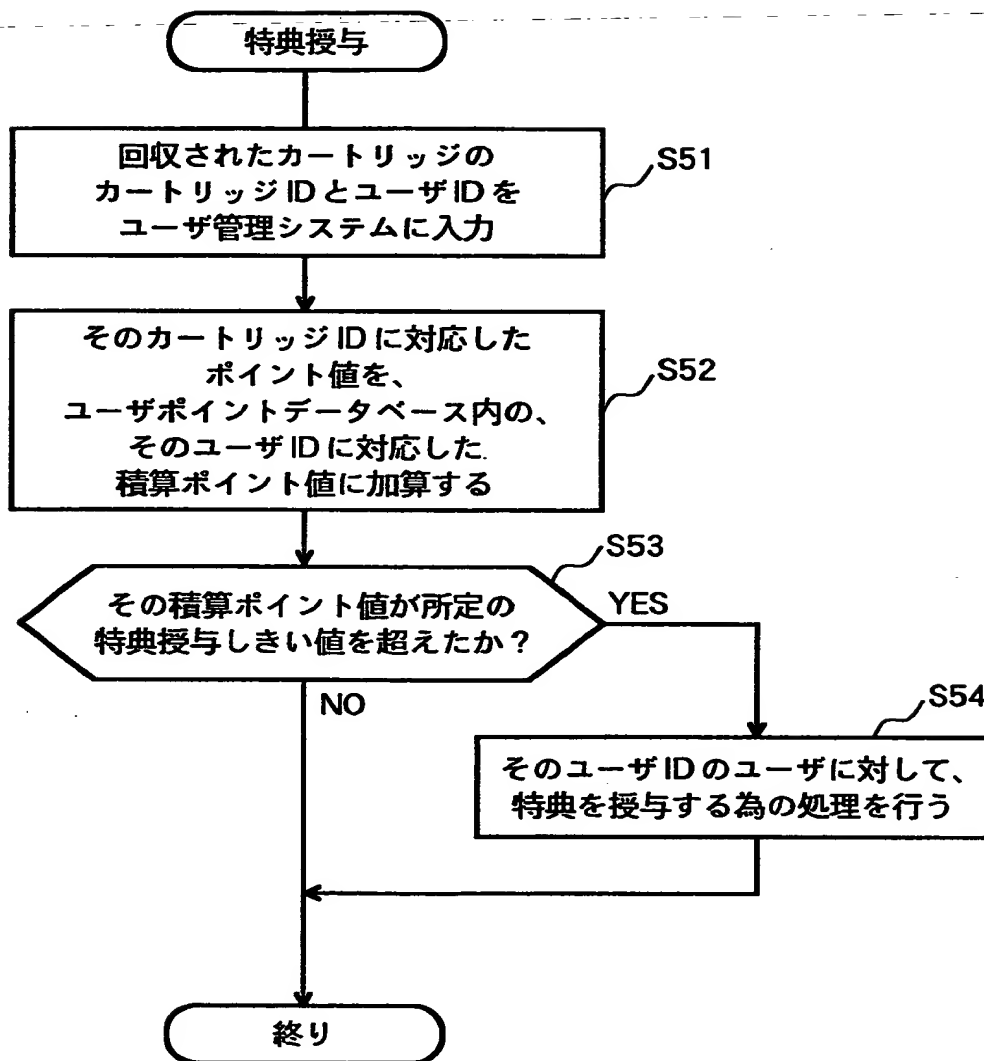 特典授与
回収されたカートリッジの
カートリッジIDとユーザIDを
ユーザ管理システムに入力
S51
そのカートリッジIDに対応した
ポイント値を、
ユーザポイントデータベース内の、
そのユーザIDに対応した
積算ポイント値に加算する
S52
S53
その積算ポイント値が所定の
特典授与しきい値を超えたか？
YES
NO
S54
そのユーザIDのユーザに対して、
特典を授与する為の処理を行う
終り